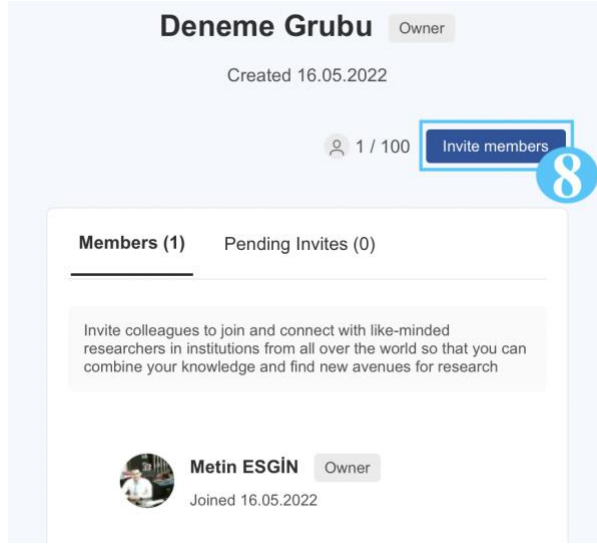 Deneme Grubu Owner
Created 16.05.2022
1 / 100 Invite members
8
Members (1) Pending Invites (0)
Invite colleagues to join and connect with like-minded
researchers in institutions from all over the world so that you can
combine your knowledge and find new avenues for research
Metin ESGİN Owner
Joined 16.05.2022